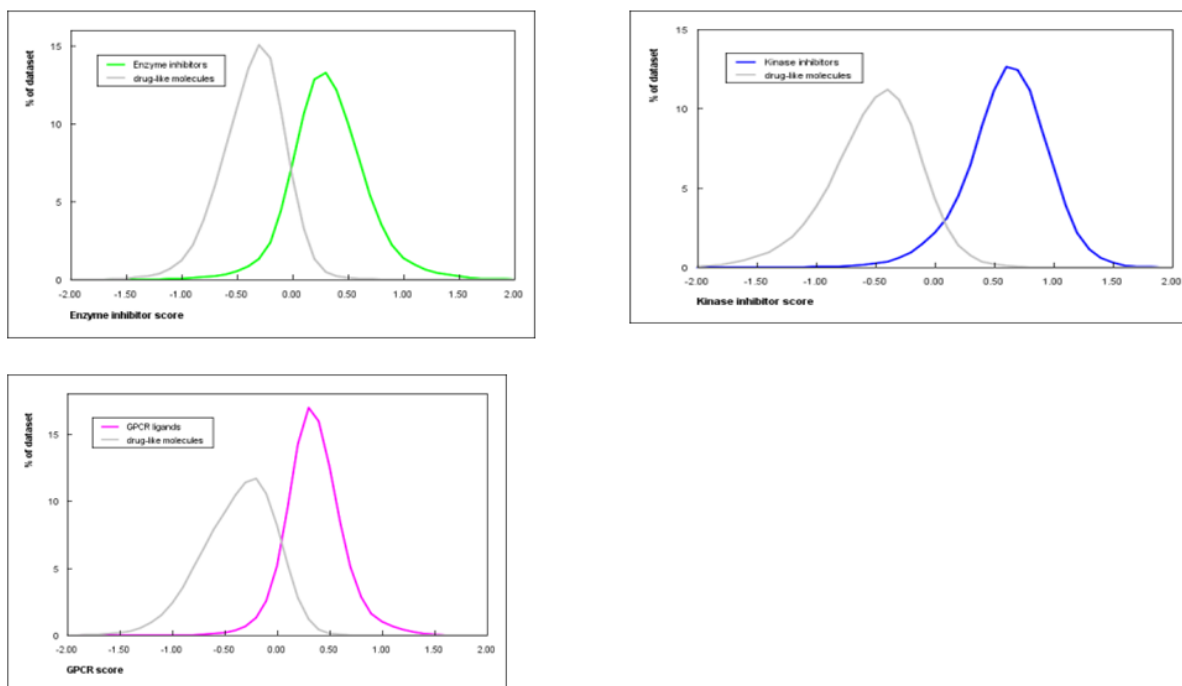 % of dataset
15
10
5
0
Enzyme inhibitors
drug-like molecules
-2.00 -1.50 -1.00 -0.50 0.00 0.50 1.00 1.50 2.00
Enzyme inhibitor score
% of dataset
15
10
5
0
Kinase inhibitors
drug-like molecules
-2.00 -1.50 -1.00 -0.50 0.00 0.50 1.00 1.50 2.00
Kinase inhibitor score
% of dataset
15
10
5
0
GPCR ligands
drug-like molecules
-2.00 -1.50 -1.00 -0.50 0.00 0.50 1.00 1.50 2.00
GPCR score